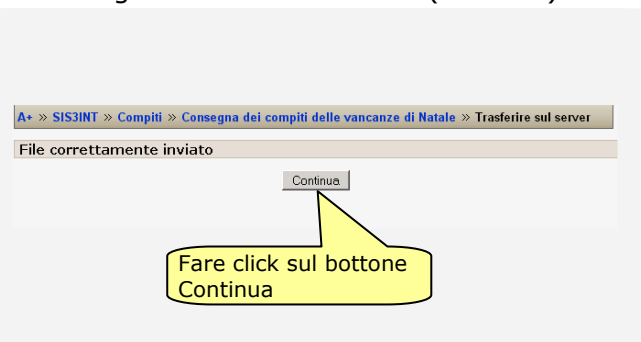 A+ » SIS3INT » Compiti » Consegna dei compiti delle vancanze di Natale » Trasferire sul server
File correttamente inviato
Continua
Fare click sul bottone
Continua